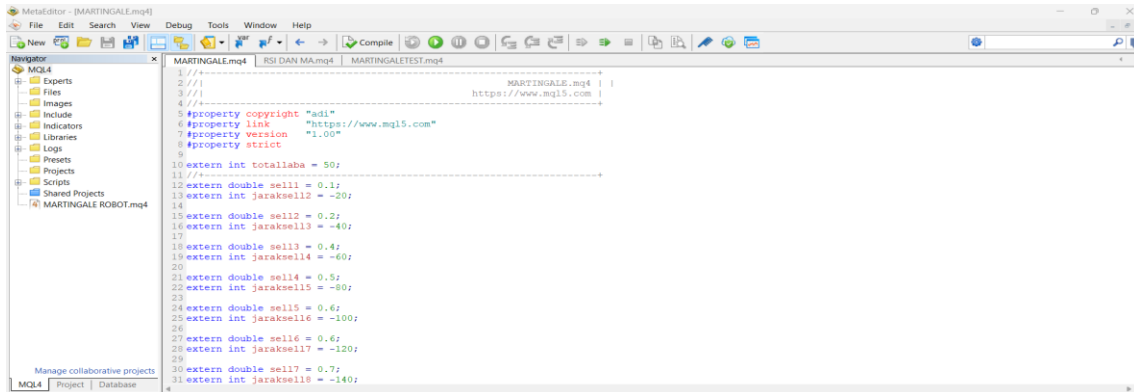 MetaEditor - [MARTINGALE.mq4]
File Edit Search View Debug Tools Window Help
New Compile
Navigator
MQL4
Experts
Files
Images
Include
Indicators
Libraries
Logs
Presets
Projects
Scripts
Shared Projects
MARTINGALE ROBOT.mq4
Manage collaborative projects
MQL4 Project Database
MARTINGALE.mq4 RSI DAN MA.mq4 MARTINGALETEST.mq4
1 //+------------------------------------------------------------------+
2 //| MARTINGALE.mq4 | |
3 //| https://www.mql5.com |
4 //+------------------------------------------------------------------+
5 #property copyright "adi"
6 #property link "https://www.mql5.com"
7 #property version "1.00"
8 #property strict
9
10 extern int totallaba = 50;
11 //+------------------------------------------------------------------+
12 extern double sell1 = 0.1;
13 extern int jaraksell2 = -20;
14
15 extern double sell2 = 0.2;
16 extern int jaraksell3 = -40;
17
18 extern double sell3 = 0.4;
19 extern int jaraksell4 = -60;
20
21 extern double sell4 = 0.5;
22 extern int jaraksell5 = -80;
23
24 extern double sell5 = 0.6;
25 extern int jaraksell6 = -100;
26
27 extern double sell6 = 0.6;
28 extern int jaraksell7 = -120;
29
30 extern double sell7 = 0.7;
31 extern int jaraksell8 = -140;